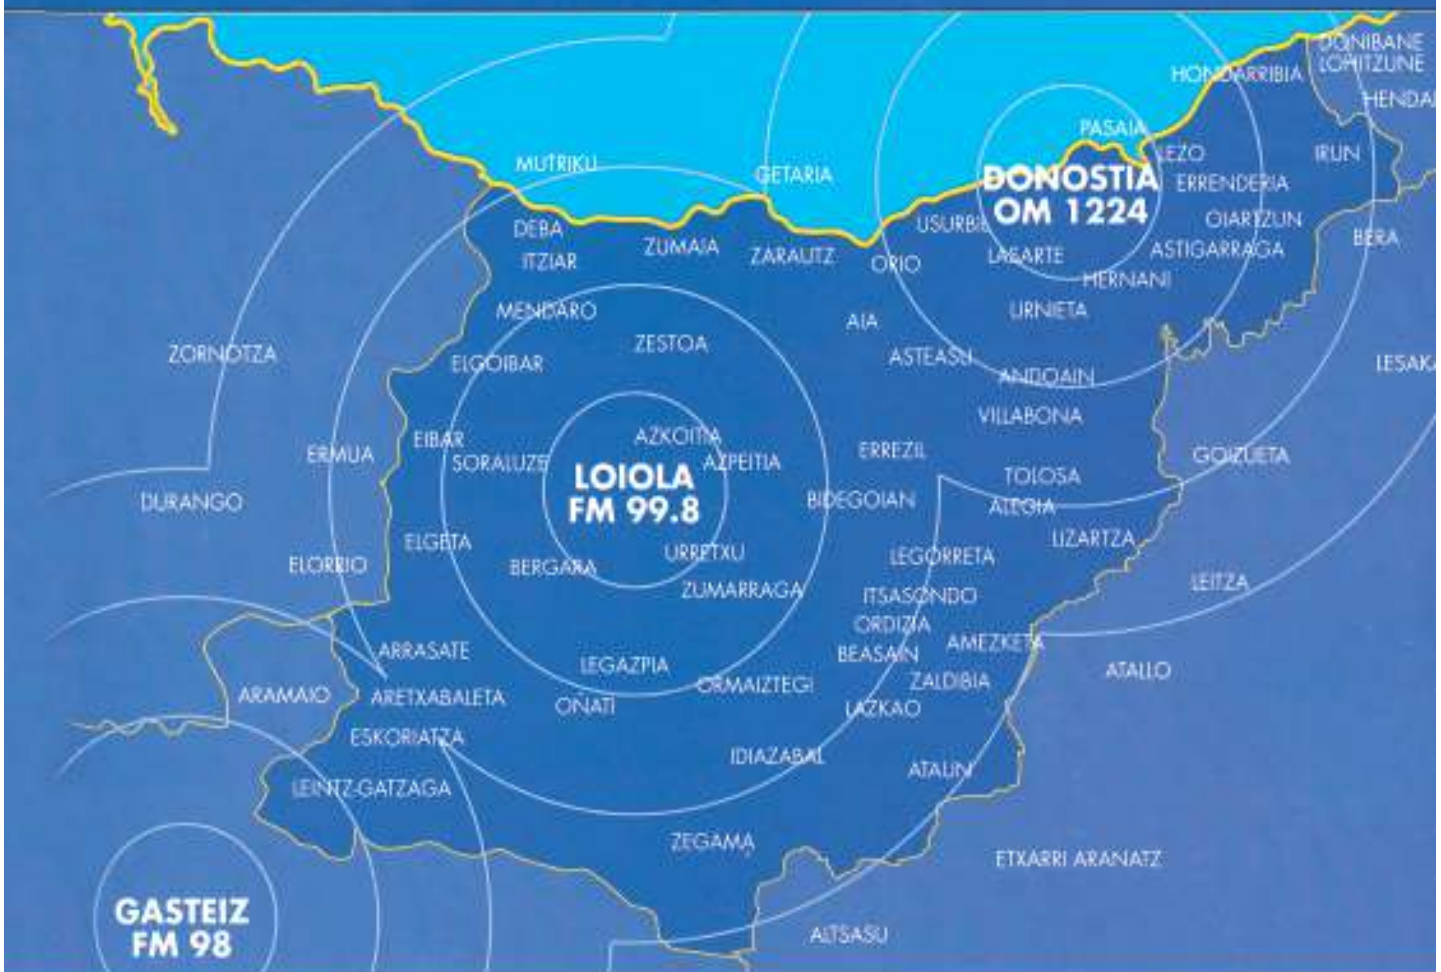 DONIBANE
LOHITZUNE
HONDARRIBIA
PASAIA
LEZO
IRUN
MUTRIKU
GETARIA
DONOSTIA
OM 1224
ERRENDERIA
DEBA
USURBIL
OIARTZUN
ITZIAR
ZUMAIA
ZARAUTZ
ORIO
LASARTE
ASTIGARRAGA
BERA
HERNANI
MENDARO
AIA
URNIETA
ZORNOTZA
ELGOIBAR
ZESTOA
ASTEASU
ANDOAIN
VILLABONA
ERMUA
EIBAR
SORALUZE
AZKOITIA
AZPEITIA
ERREZIL
GOIZUETA
LOIOLA
FM 99.8
TOLOSA
DURANGO
BIDEGOIAN
ALEGIA
ELGETA
LIZARTZA
ELORRIO
BERGARA
URRETXU
LEGORRETA
ZUMARRAGA
ITSASONDO
LEITZA
ORDIZIA
ARRASATE
BEASAIN
AMEZKETA
ARAMAIO
ARETXABALETA
LEGAZPIA
ORMAIZTEGI
ZALDIBIA
ATALLO
OÑATI
LAZKAO
ESKORIATZA
IDIAZABAL
ATAUN
LEINTZ-GATZAGA
ZEGAMA
ETXARRI ARANATZ
GASTEIZ
FM 98
ALTSASU